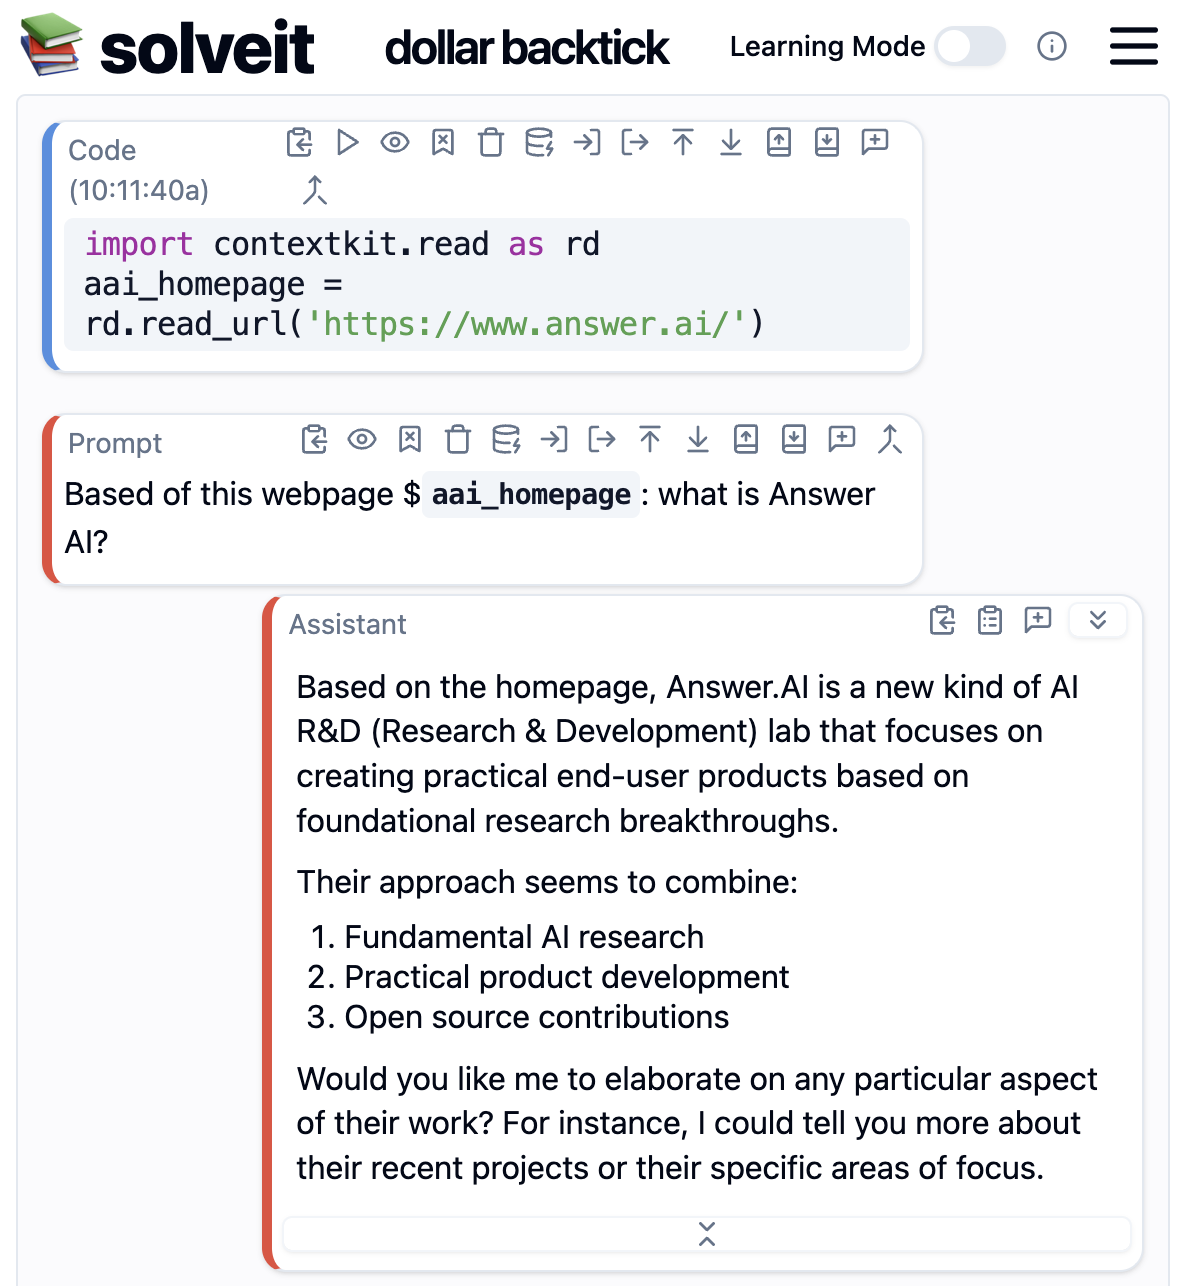 solveit dollar backtick Learning Mode
Code
(10:11:40a)
import contextkit.read as rd
aai_homepage =
rd.read_url('https://www.answer.ai/')
Prompt
Based of this webpage $ aai_homepage : what is Answer
AI?
Assistant
Based on the homepage, Answer.AI is a new kind of AI
R&D (Research & Development) lab that focuses on
creating practical end-user products based on
foundational research breakthroughs.
Their approach seems to combine:
1. Fundamental AI research
2. Practical product development
3. Open source contributions
Would you like me to elaborate on any particular aspect
of their work? For instance, I could tell you more about
their recent projects or their specific areas of focus.